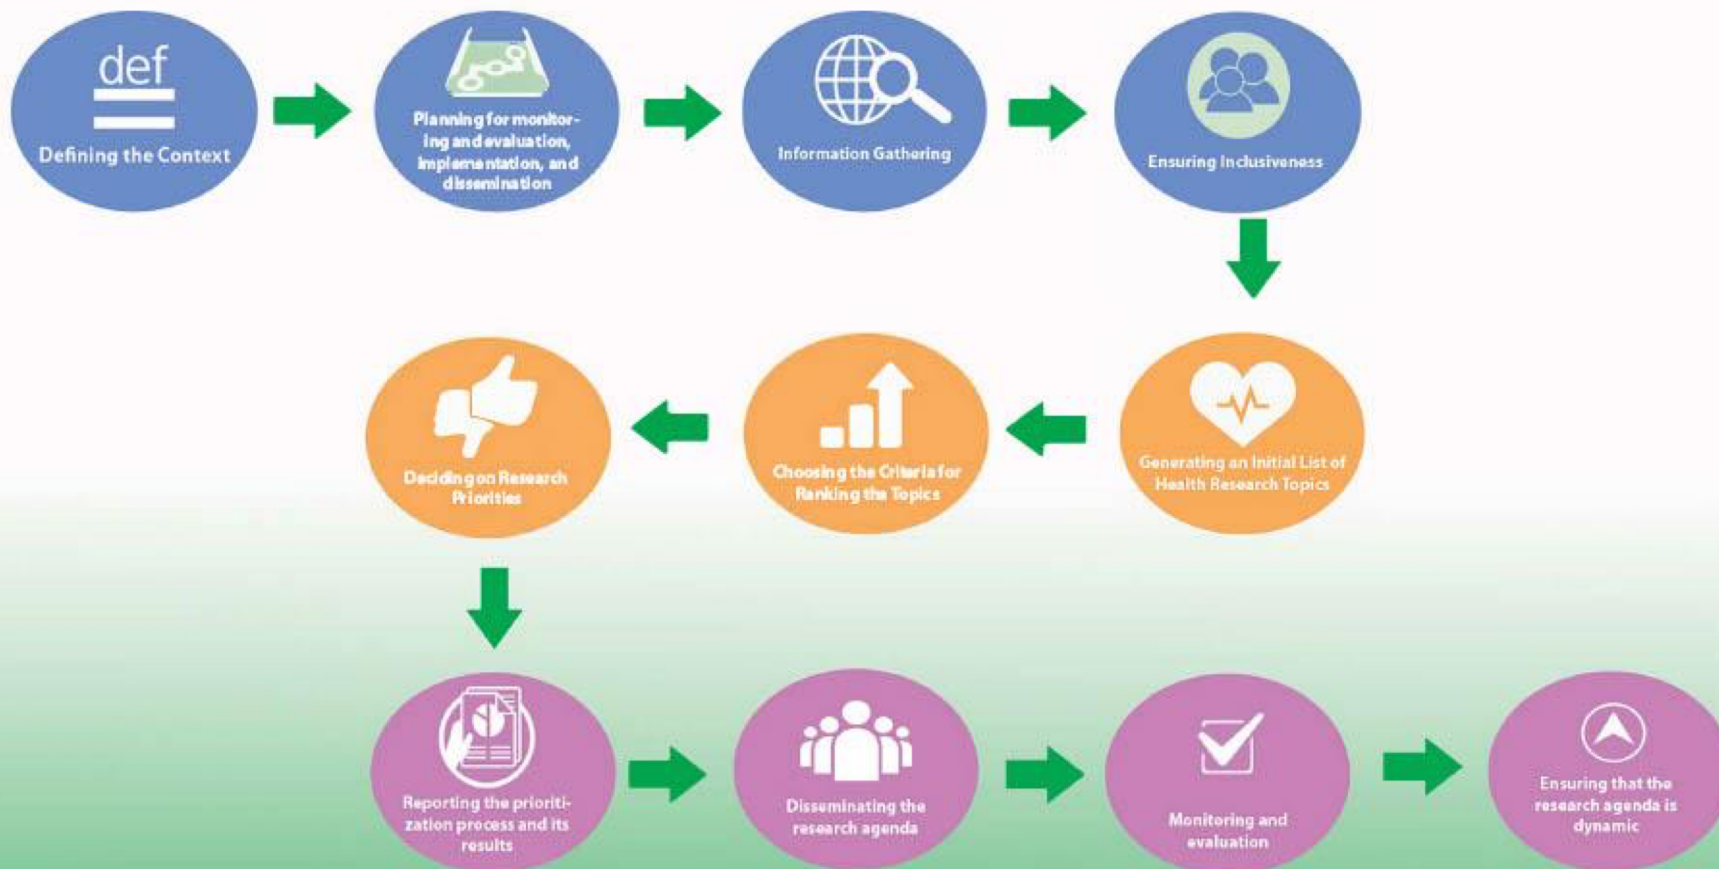 def
Defining the Context
Planning for monitor-
ing and evaluation,
implementation, and
dissemination
Information Gathering
Ensuring Inclusiveness
Generating an Initial List of
Health Research Topics
Choosing the Criteria for
Ranking the Topics
Deciding on Research
Priorities
Reporting the prioriti-
zation process and its
results
Disseminating the
research agenda
Monitoring and
evaluation
Ensuring that the
research agenda is
dynamic